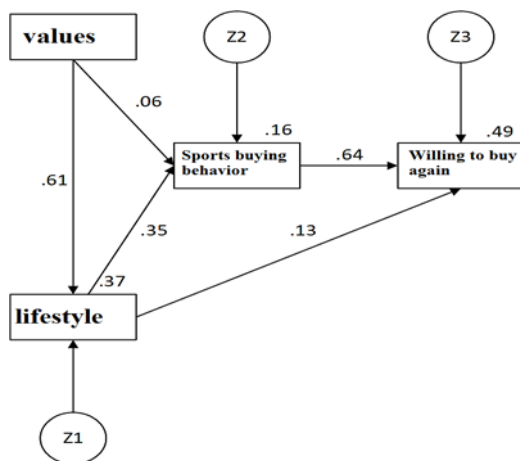 values
Z2
Z3
.06
.16
.49
Sports buying
behavior
.64
Willing to buy
again
.61
.35
.13
.37
lifestyle
Z1